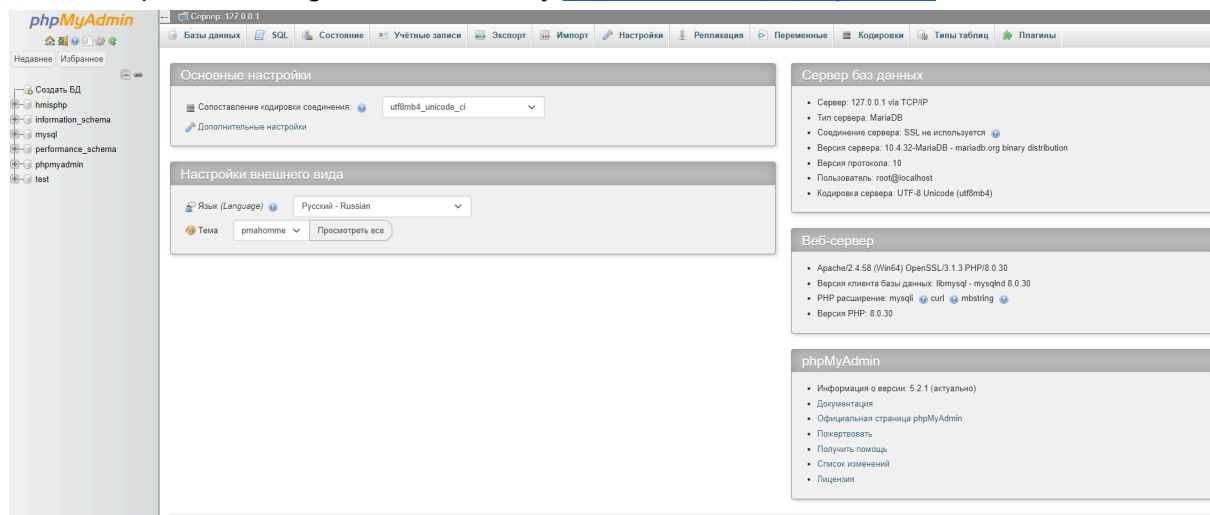 phpMyAdmin
Недавнее Избранное
Создать БД
hmisphp
information_schema
mysql
performance_schema
phpmyadmin
test
Сервер: 127.0.0.1
Базы данных SQL Состояние Учётные записи Экспорт Импорт Настройки Репликация Переменные Кодировки Типы таблиц Плагины
Основные настройки
Сопоставление кодировки соединения: utf8mb4_unicode_ci
Дополнительные настройки
Настройки внешнего вида
Язык (Language) Русский - Russian
Тема pmahomme Просмотреть все
Сервер баз данных
Сервер: 127.0.0.1 via TCP/IP
Тип сервера: MariaDB
Соединение сервера: SSL не используется
Версия сервера: 10.4.32-MariaDB - mariadb.org binary distribution
Версия протокола: 10
Пользователь: root@localhost
Кодировка сервера: UTF-8 Unicode (utf8mb4)
Веб-сервер
Apache/2.4.58 (Win64) OpenSSL/3.1.3 PHP/8.0.30
Версия клиента базы данных: libmysql - mysqlnd 8.0.30
PHP расширение: mysqli curl mbstring
Версия PHP: 8.0.30
phpMyAdmin
Информация о версии: 5.2.1 (актуально)
Документация
Официальная страница phpMyAdmin
Пожертвовать
Получить помощь
Список изменений
Лицензия